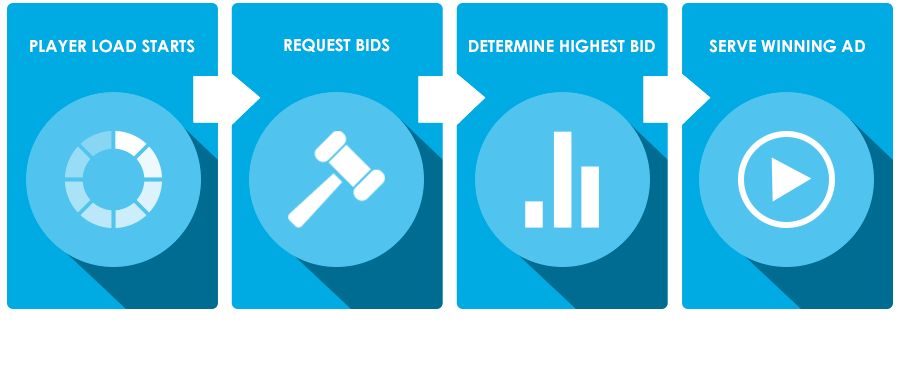 PLAYER LOAD STARTS
REQUEST BIDS
DETERMINE HIGHEST BID
SERVE WINNING AD